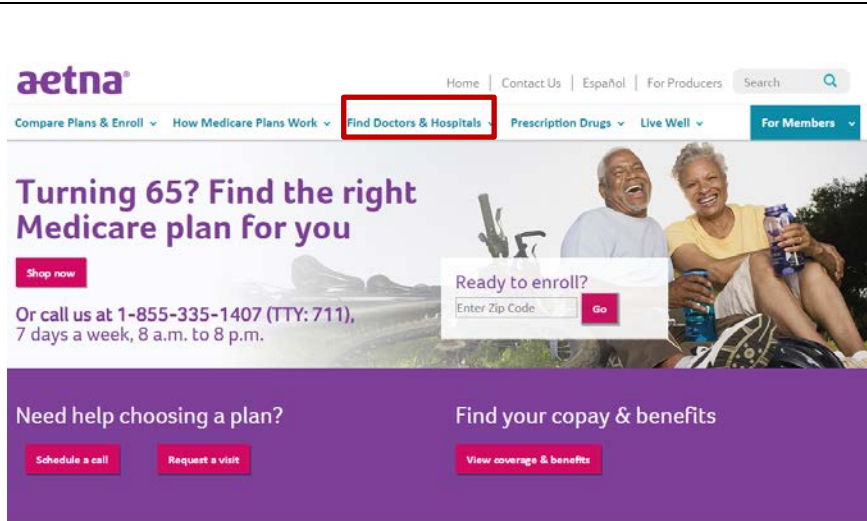 aetna®
Home | Contact Us | Español | For Producers Search
Compare Plans & Enroll How Medicare Plans Work Find Doctors & Hospitals Prescription Drugs Live Well For Members
Turning 65? Find the right
Medicare plan for you
Shop now
Or call us at 1-855-335-1407 (TTY: 711),
7 days a week, 8 a.m. to 8 p.m.
Ready to enroll?
Enter Zip Code Go
Need help choosing a plan?
Schedule a call Request a visit
Find your copay & benefits
View coverage & benefits